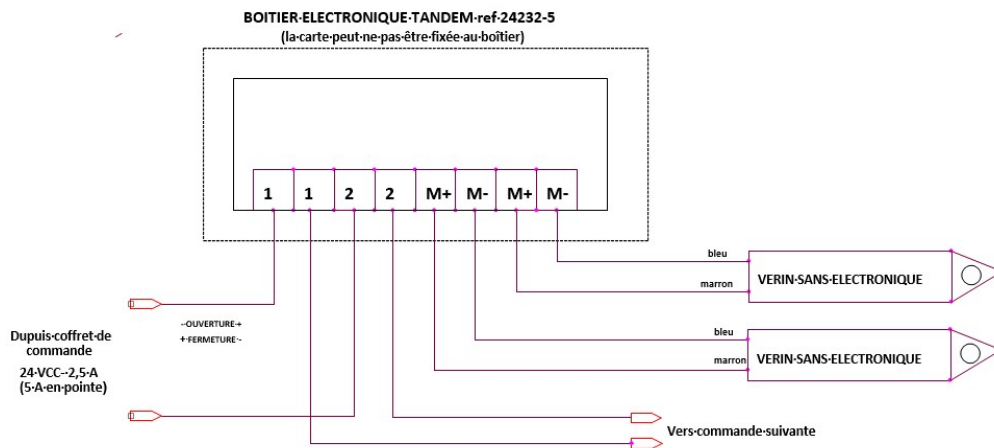 BOITIER·ELECTRONIQUE·TANDEM·ref·24232-5
(la·carte·peut·ne·pas·être·fixée·au·boîtier)
1 1 2 2 M+ M- M+ M-
bleu
VERIN·SANS·ELECTRONIQUE
marron
-·OUVERTURE·+
+·FERMETURE·-
bleu
VERIN·SANS·ELECTRONIQUE
marron
Dupuis·coffret·de·
commande
24·VCC·-·2,5·A
(5·A·en·pointe)
Vers·commande·suivante